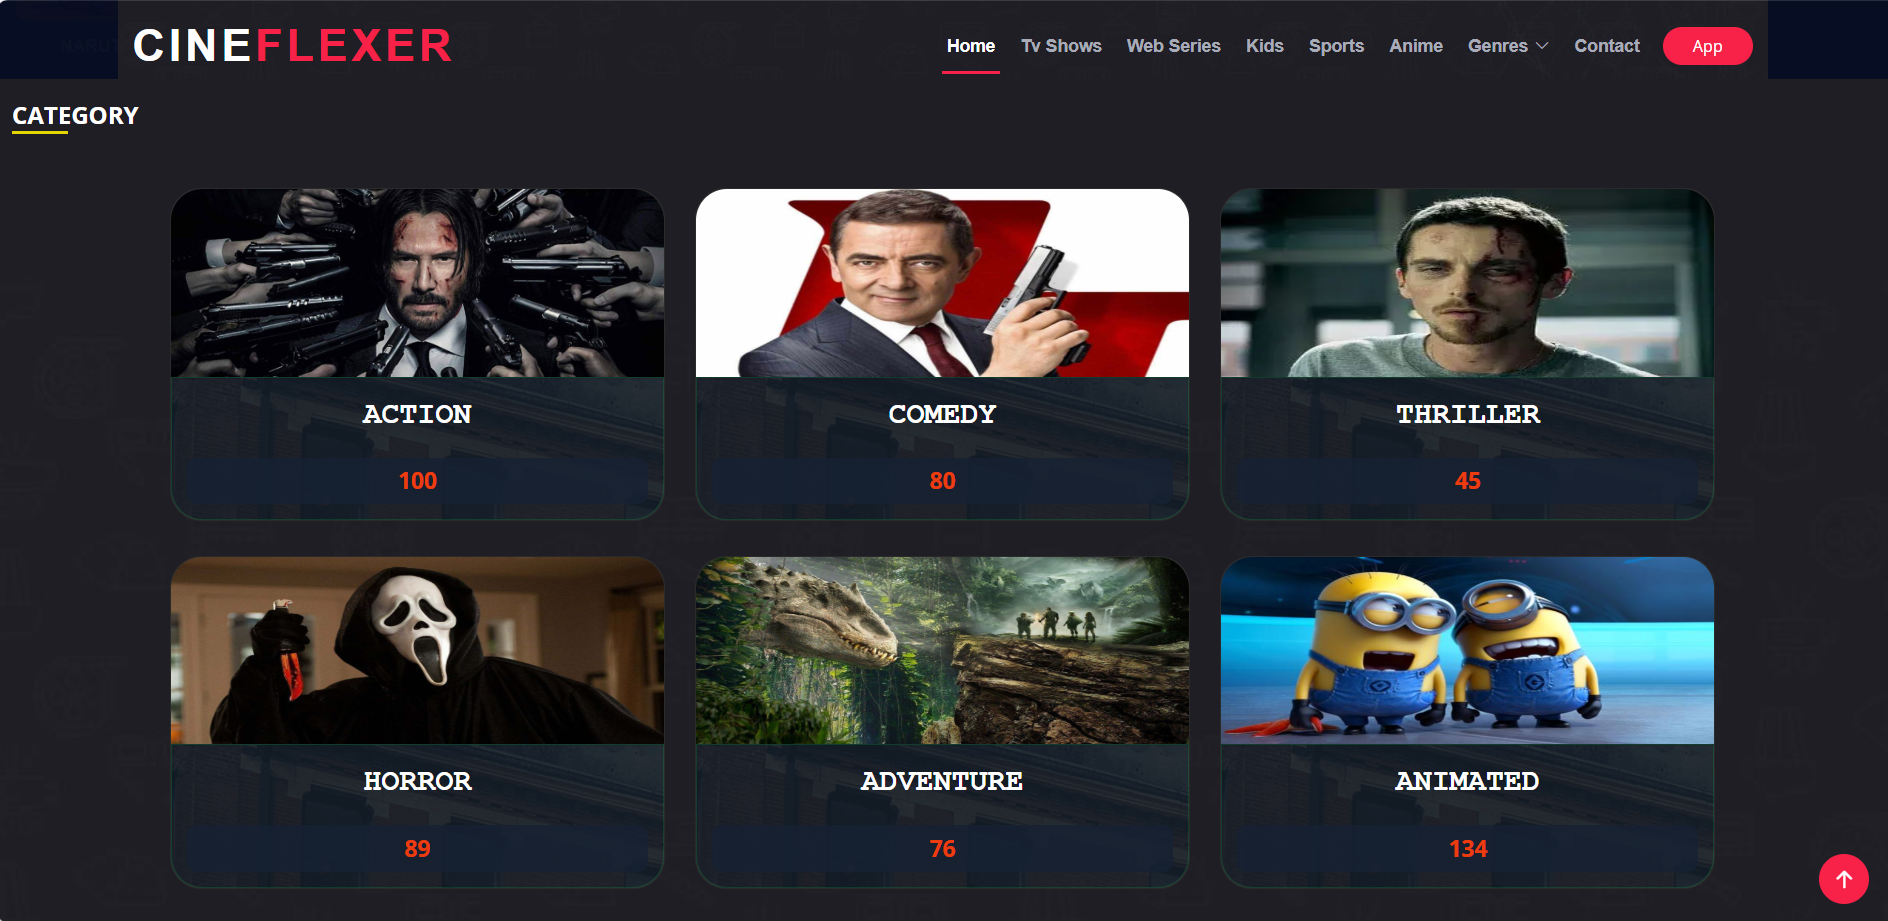 CINEFLEXER
Home Tv Shows Web Series Kids Sports Anime Genres Contact App
CATEGORY
ACTION COMEDY THRILLER
100 80 45
HORROR ADVENTURE ANIMATED
89 76 134